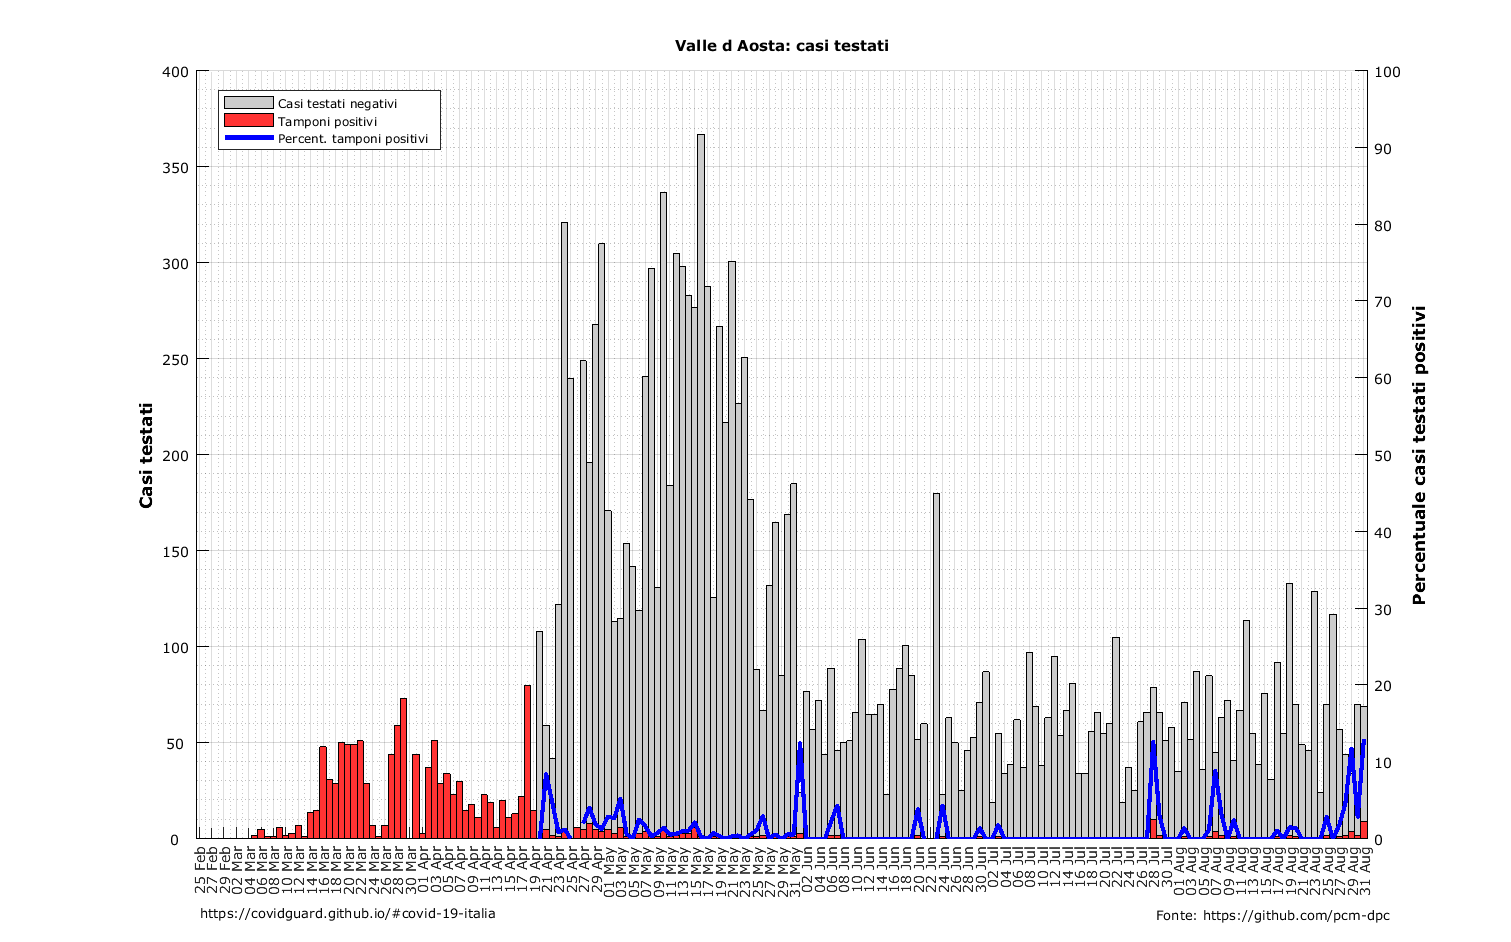 Valle d Aosta: casi testati
Casi testati negativi
Tamponi positivi
Percent. tamponi positivi
Casi testati
400
350
300
250
200
150
100
50
0
Percentuale casi testati positivi
100
90
80
70
60
50
40
30
20
10
0
25 Feb
27 Feb
29 Feb
02 Mar
04 Mar
06 Mar
08 Mar
10 Mar
12 Mar
14 Mar
16 Mar
18 Mar
20 Mar
22 Mar
24 Mar
26 Mar
28 Mar
30 Mar
01 Apr
03 Apr
05 Apr
07 Apr
09 Apr
11 Apr
13 Apr
15 Apr
17 Apr
19 Apr
21 Apr
23 Apr
25 Apr
27 Apr
29 Apr
01 May
03 May
05 May
07 May
09 May
11 May
13 May
15 May
17 May
19 May
21 May
23 May
25 May
27 May
29 May
31 May
02 Jun
04 Jun
06 Jun
08 Jun
10 Jun
12 Jun
14 Jun
16 Jun
18 Jun
20 Jun
22 Jun
24 Jun
26 Jun
28 Jun
30 Jun
02 Jul
04 Jul
06 Jul
08 Jul
10 Jul
12 Jul
14 Jul
16 Jul
18 Jul
20 Jul
22 Jul
24 Jul
26 Jul
28 Jul
30 Jul
01 Aug
03 Aug
05 Aug
07 Aug
09 Aug
11 Aug
13 Aug
15 Aug
17 Aug
19 Aug
21 Aug
23 Aug
25 Aug
27 Aug
29 Aug
31 Aug
https://covidguard.github.io/#covid-19-italia
Fonte: https://github.com/pcm-dpc